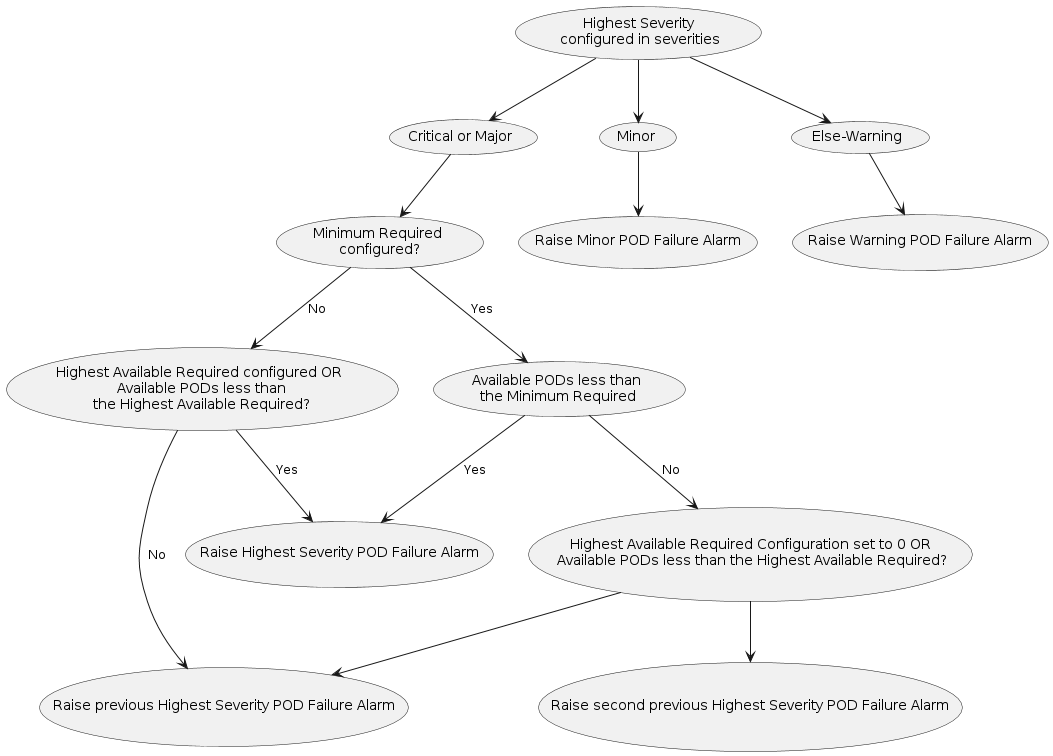 Highest Severity
configured in severities
Critical or Major
Minor
Else-Warning
Minimum Required
configured?
Raise Minor POD Failure Alarm
Raise Warning POD Failure Alarm
No
Yes
Highest Available Required configured OR
Available PODs less than
the Highest Available Required?
Available PODs less than
the Minimum Required
Yes
Yes
No
Raise Highest Severity POD Failure Alarm
Highest Available Required Configuration set to 0 OR
Available PODs less than the Highest Available Required?
No
Raise previous Highest Severity POD Failure Alarm
Raise second previous Highest Severity POD Failure Alarm